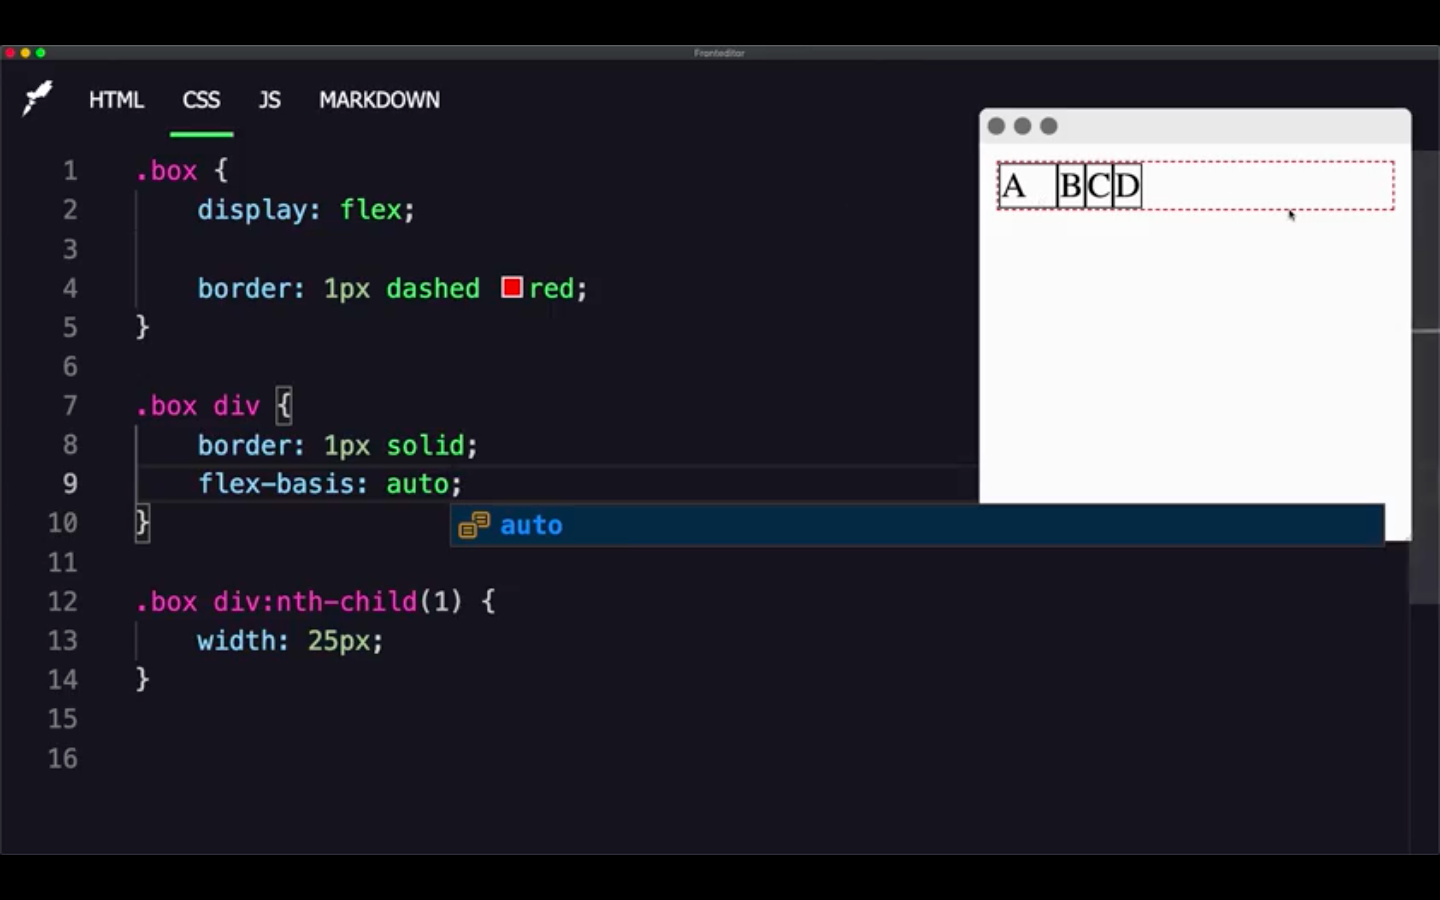 Fronteditor
HTML CSS JS MARKDOWN
1 .box {
2 display: flex;
3
4 border: 1px dashed red;
5 }
6
7 .box div {
8 border: 1px solid;
9 flex-basis: auto;
10 }
auto
11
12 .box div:nth-child(1) {
13 width: 25px;
14 }
15
16
A B C D